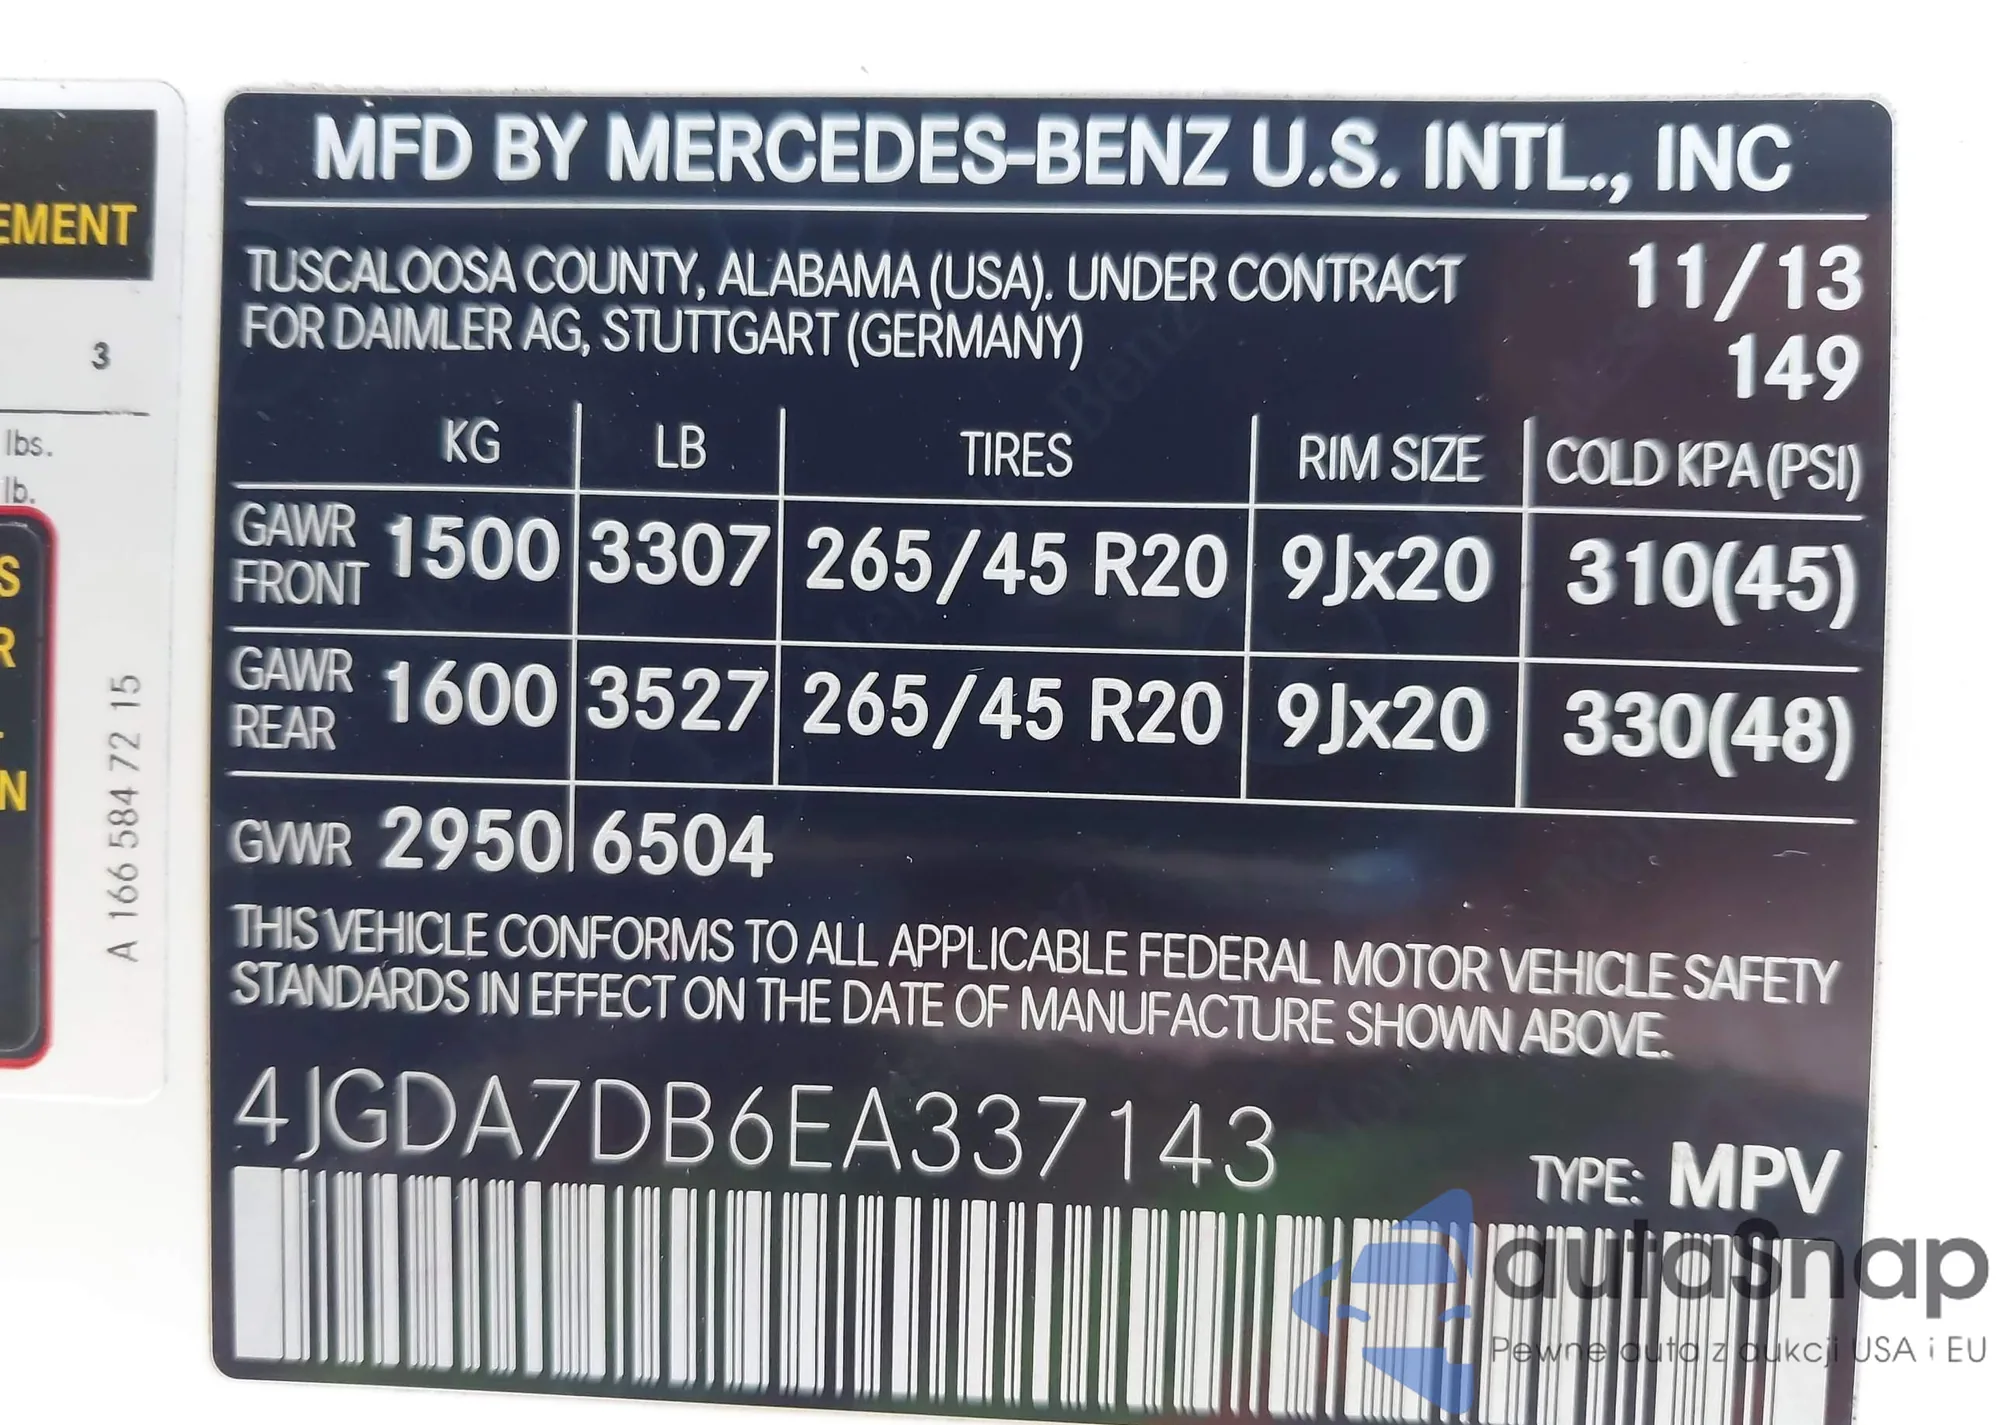 MFD BY MERCEDES-BENZ U.S. INTL., INC
TUSCALOOSA COUNTY, ALABAMA (USA). UNDER CONTRACT 11/13
FOR DAIMLER AG, STUTTGART (GERMANY)
149
KG LB TIRES RIM SIZE COLD KPA (PSI)
GAWR FRONT 1500 3307 265/45 R20 9Jx20 310(45)
GAWR REAR 1600 3527 265/45 R20 9Jx20 330(48)
GVWR 2950 6504
THIS VEHICLE CONFORMS TO ALL APPLICABLE FEDERAL MOTOR VEHICLE SAFETY
STANDARDS IN EFFECT ON THE DATE OF MANUFACTURE SHOWN ABOVE.
4JGDA7DB6EA337143
TYPE: MPV
EMENT
3
lbs.
lb.
S
R
N
A 166 584 72 15
autaSnap
Pewne auta z aukcji USA i EU